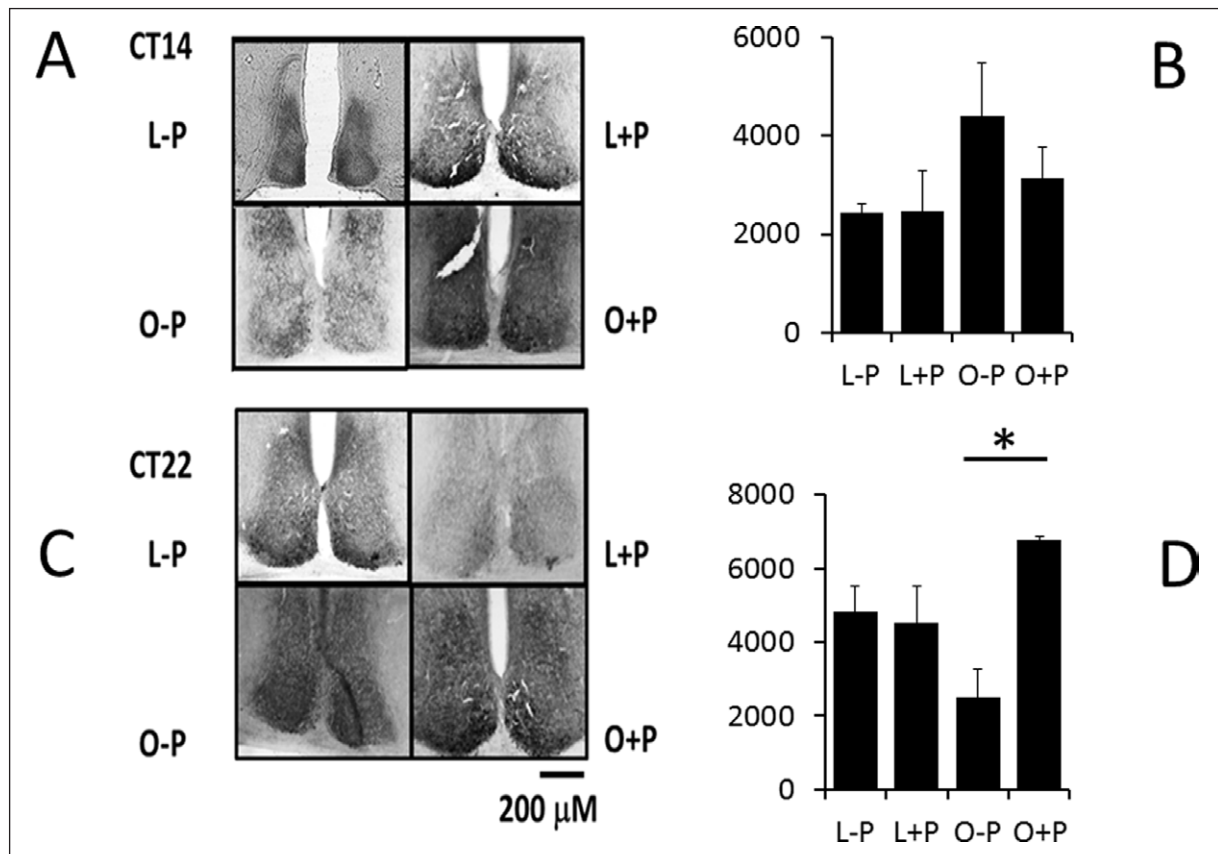 A
CT14
L-P
L+P
O-P
O+P
B
6000
4000
2000
0
L-P L+P O-P O+P
C
CT22
L-P
L+P
O-P
O+P
200 μM
D
*
8000
6000
4000
2000
0
L-P L+P O-P O+P